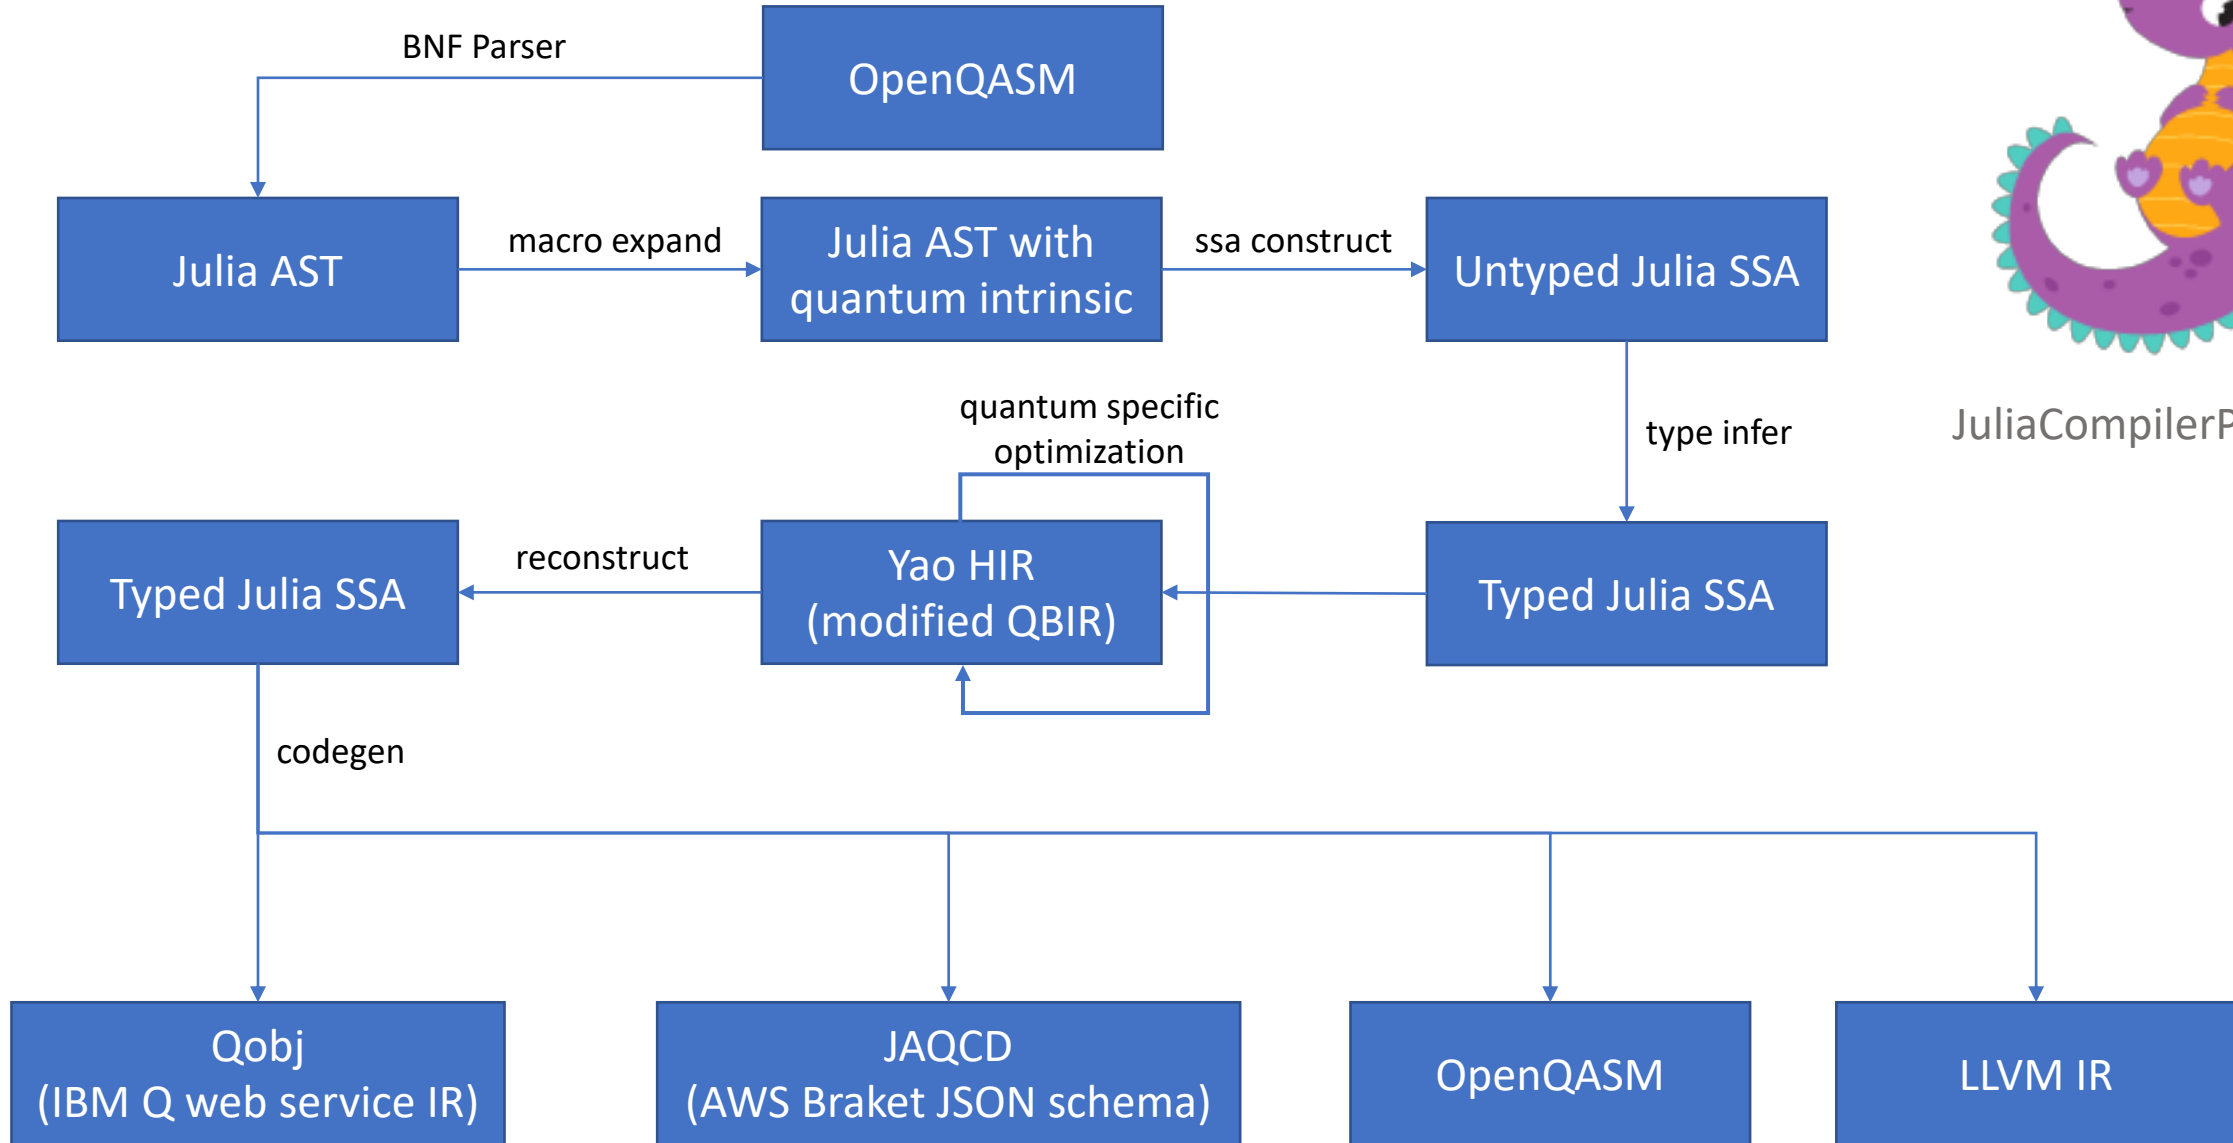 BNF Parser
OpenQASM
Julia AST
macro expand
Julia AST with
quantum intrinsic
ssa construct
Untyped Julia SSA
JuliaCompilerP
quantum specific
optimization
type infer
Typed Julia SSA
reconstruct
Yao HIR
(modified QBIR)
Typed Julia SSA
codegen
Qobj
(IBM Q web service IR)
JAQCD
(AWS Braket JSON schema)
OpenQASM
LLVM IR